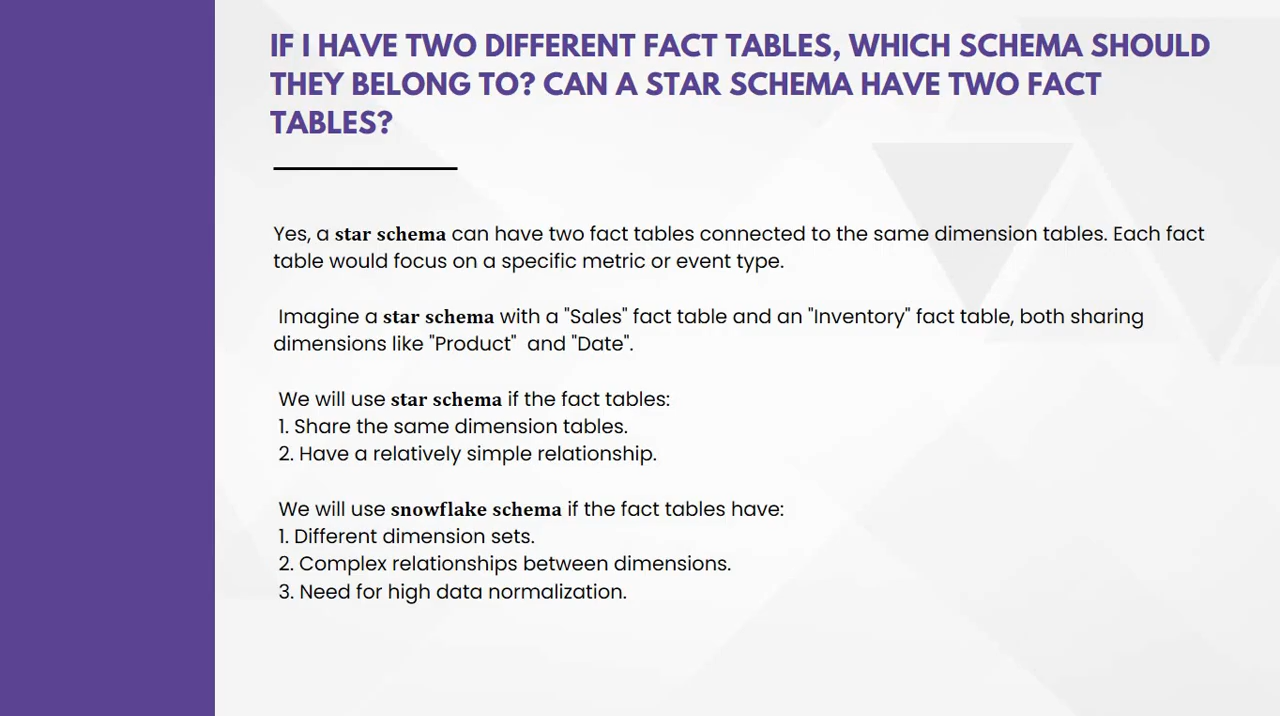 IF I HAVE TWO DIFFERENT FACT TABLES, WHICH SCHEMA SHOULD
THEY BELONG TO? CAN A STAR SCHEMA HAVE TWO FACT
TABLES?
Yes, a star schema can have two fact tables connected to the same dimension tables. Each fact
table would focus on a specific metric or event type.
Imagine a star schema with a "Sales" fact table and an "Inventory" fact table, both sharing
dimensions like "Product" and "Date".
We will use star schema if the fact tables:
1. Share the same dimension tables.
2. Have a relatively simple relationship.
We will use snowflake schema if the fact tables have:
1. Different dimension sets.
2. Complex relationships between dimensions.
3. Need for high data normalization.